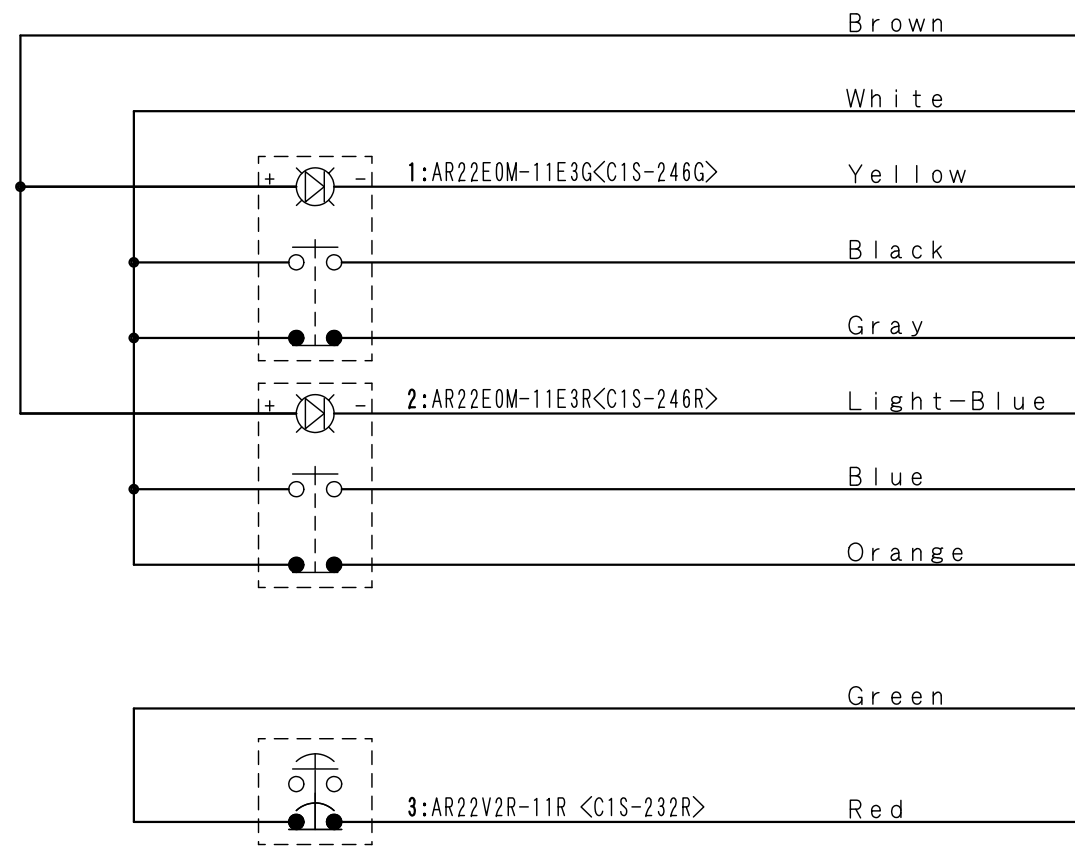 Brown
White
+ − 1:AR22E0M-11E3G<C1S-246G> Yellow
Black
Gray
+ − 2:AR22E0M-11E3R<C1S-246R> Light−Blue
Blue
Orange
Green
3:AR22V2R-11R <C1S-232R> Red